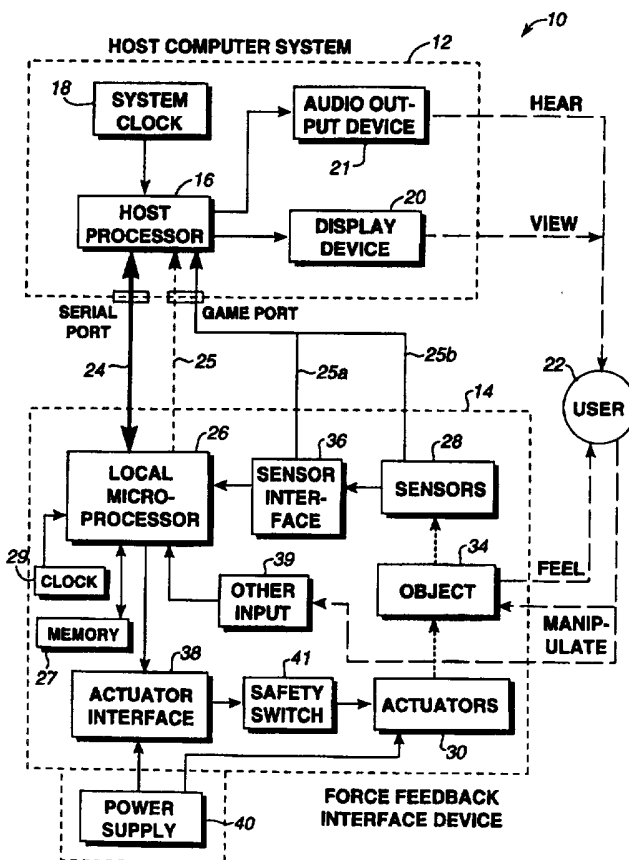 10
HOST COMPUTER SYSTEM
12
18
SYSTEM
CLOCK
AUDIO OUT-
PUT DEVICE
21
HEAR
16
HOST
PROCESSOR
20
DISPLAY
DEVICE
VIEW
SERIAL
PORT
GAME PORT
24
25
25a
25b
22
USER
14
26
LOCAL
MICRO-
PROCESSOR
36
SENSOR
INTER-
FACE
28
SENSORS
29
CLOCK
39
OTHER
INPUT
34
OBJECT
FEEL
MEMORY
27
MANIP-
ULATE
38
ACTUATOR
INTERFACE
41
SAFETY
SWITCH
ACTUATORS
30
POWER
SUPPLY
40
FORCE FEEDBACK
INTERFACE DEVICE